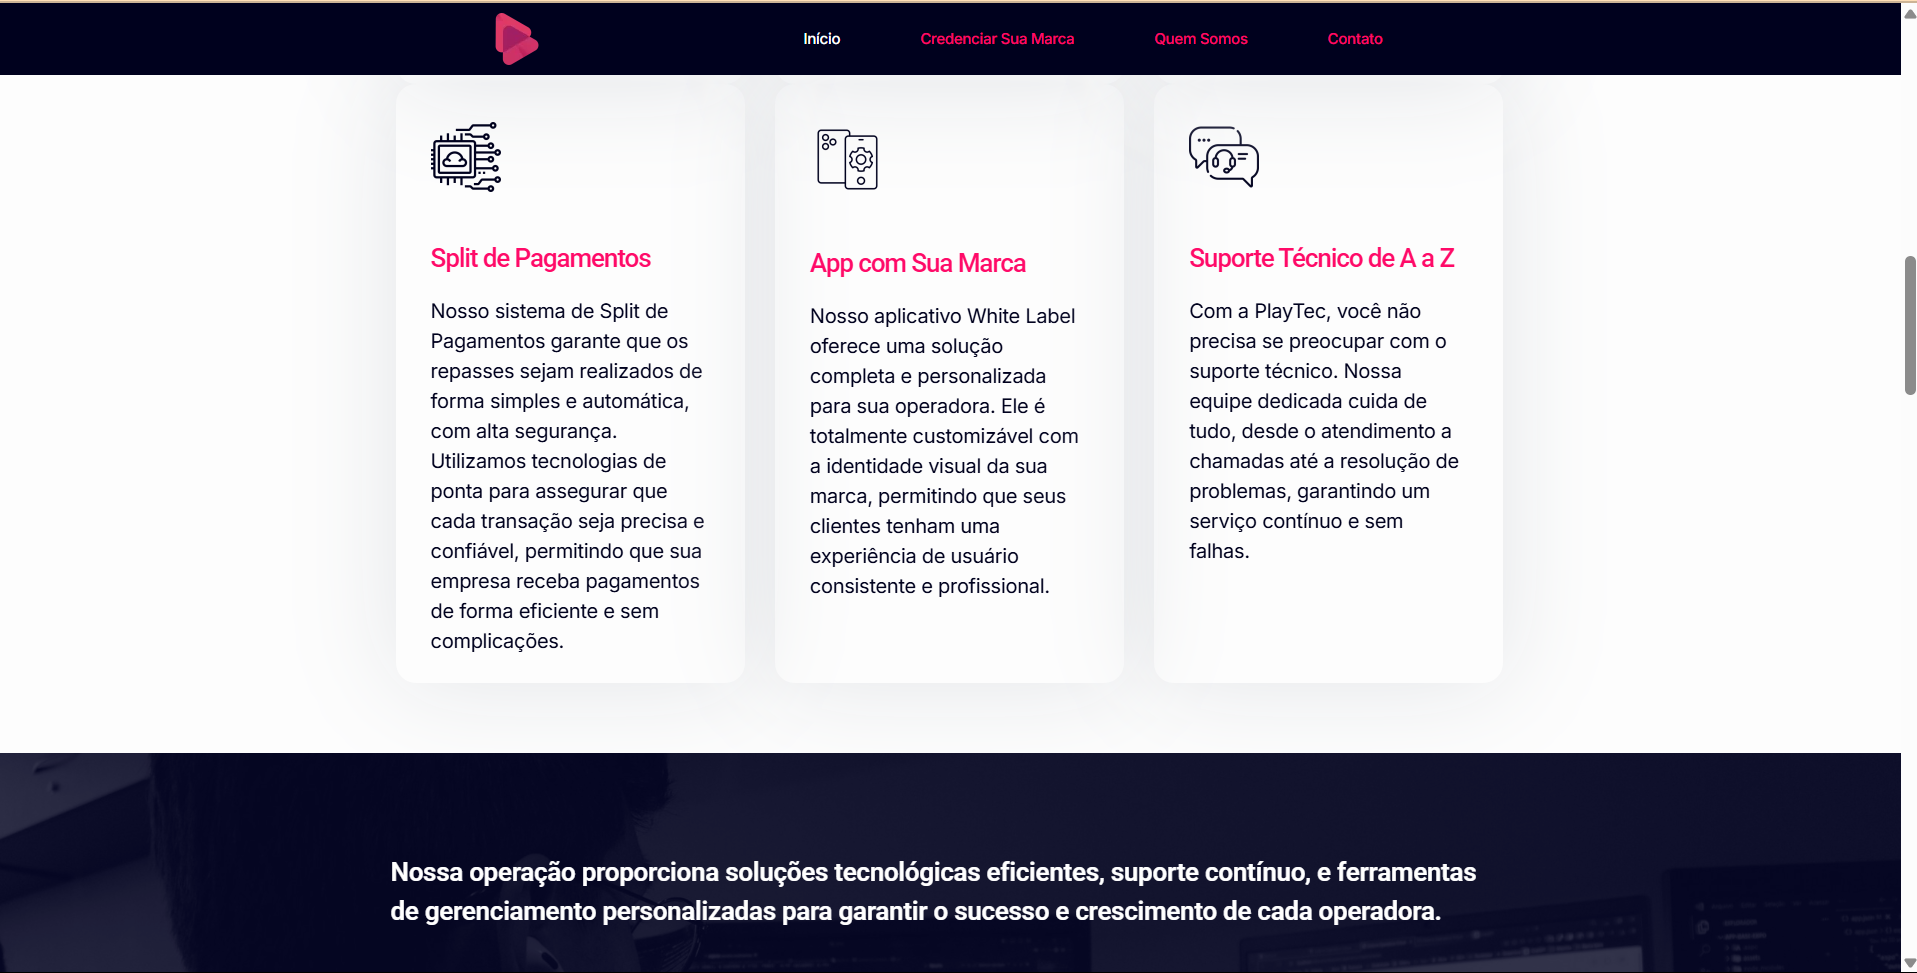 Início
Credenciar Sua Marca
Quem Somos
Contato
Split de Pagamentos
Nosso sistema de Split de
Pagamentos garante que os
repasses sejam realizados de
forma simples e automática,
com alta segurança.
Utilizamos tecnologias de
ponta para assegurar que
cada transação seja precisa e
confiável, permitindo que sua
empresa receba pagamentos
de forma eficiente e sem
complicações.
App com Sua Marca
Nosso aplicativo White Label
oferece uma solução
completa e personalizada
para sua operadora. Ele é
totalmente customizável com
a identidade visual da sua
marca, permitindo que seus
clientes tenham uma
experiência de usuário
consistente e profissional.
Suporte Técnico de A a Z
Com a PlayTec, você não
precisa se preocupar com o
suporte técnico. Nossa
equipe dedicada cuida de
tudo, desde o atendimento a
chamadas até a resolução de
problemas, garantindo um
serviço contínuo e sem
falhas.
Nossa operação proporciona soluções tecnológicas eficientes, suporte contínuo, e ferramentas
de gerenciamento personalizadas para garantir o sucesso e crescimento de cada operadora.